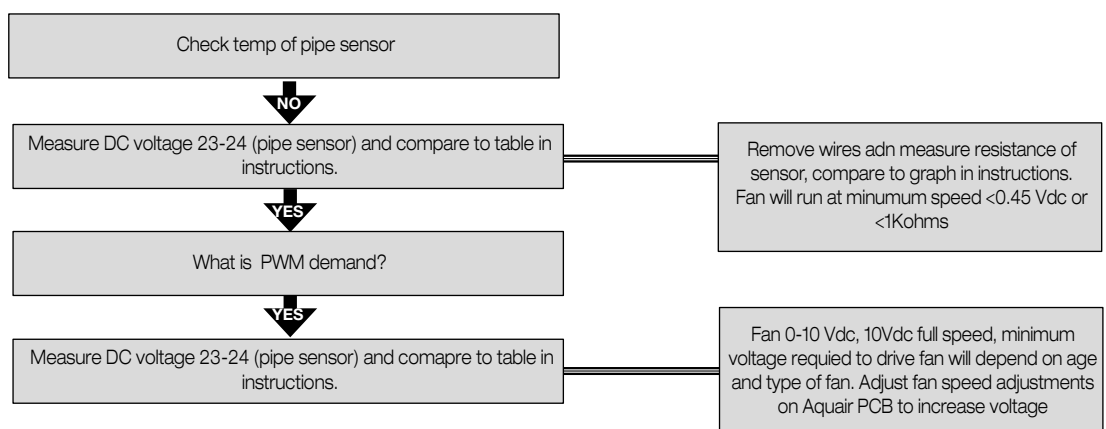 Check temp of pipe sensor
NO
Measure DC voltage 23-24 (pipe sensor) and compare to table in
instructions.
Remove wires adn measure resistance of
sensor, compare to graph in instructions.
Fan will run at minumum speed <0.45 Vdc or
<1Kohms
YES
What is PWM demand?
YES
Measure DC voltage 23-24 (pipe sensor) and comapre to table in
instructions.
Fan 0-10 Vdc, 10Vdc full speed, minimum
voltage requied to drive fan will depend on age
and type of fan. Adjust fan speed adjustments
on Aquair PCB to increase voltage